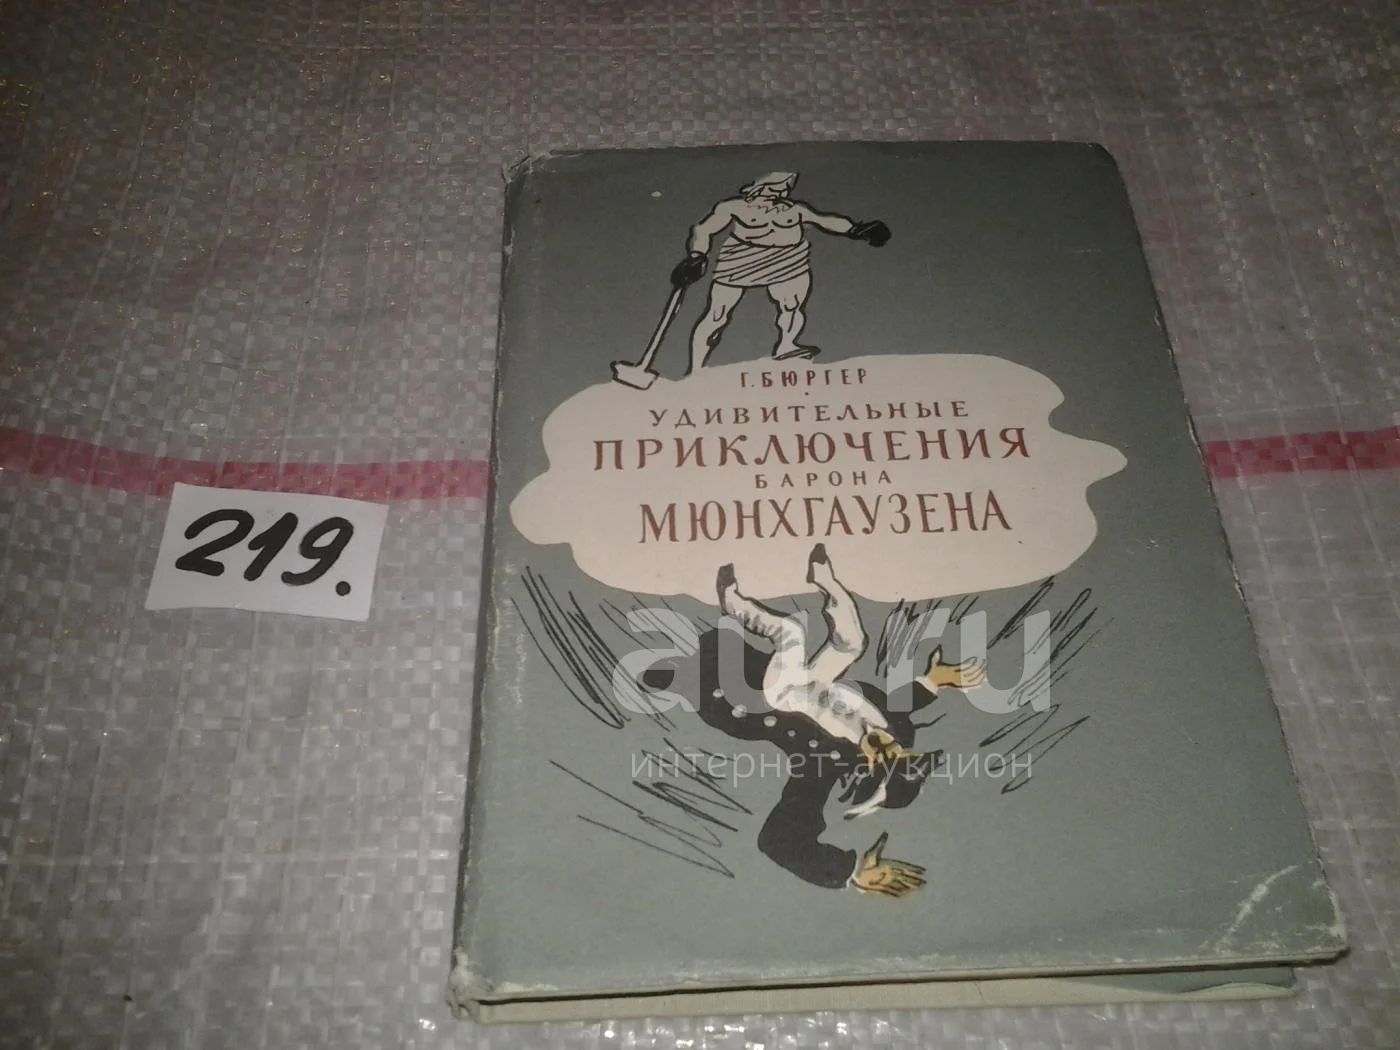 Г. БЮРГЕР
УДИВИТЕЛЬНЫЕ
ПРИКЛЮЧЕНИЯ
БАРОНА
МЮНХГАУЗЕНА
219.
au.ru
интернет-аукцион